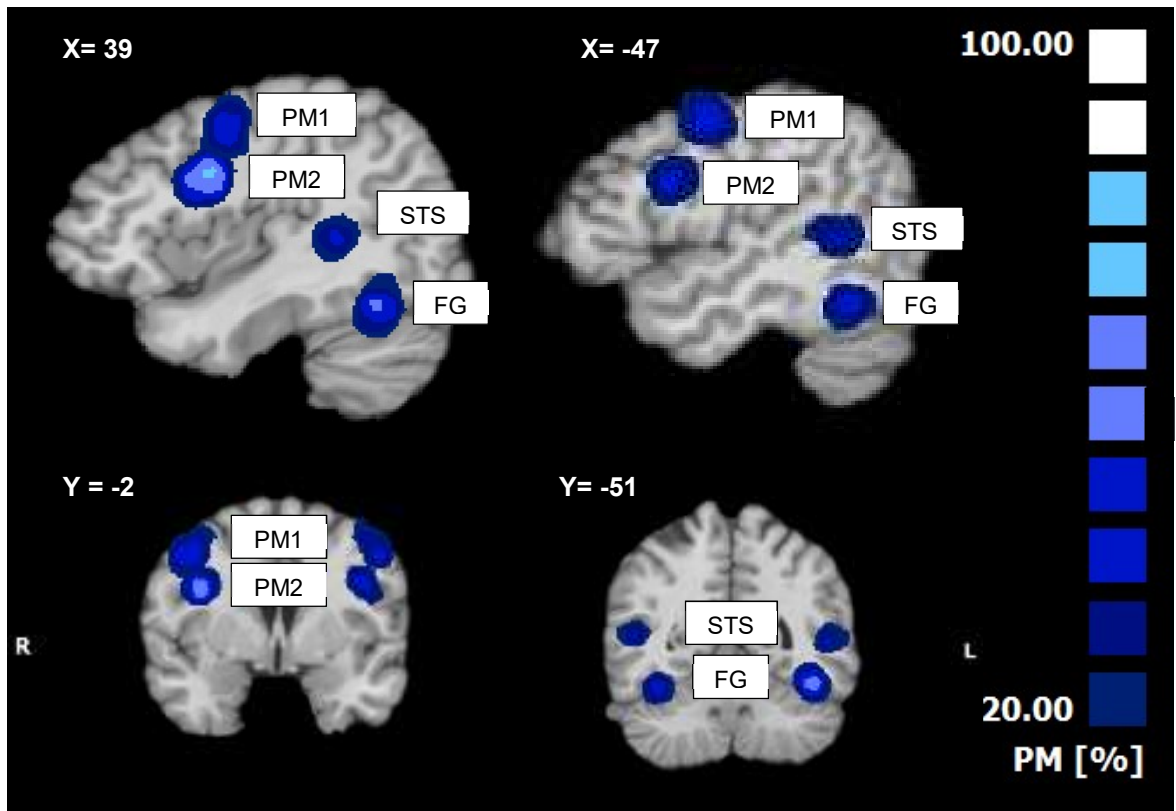 X= 39
X= -47
100.00
PM1
PM1
PM2
PM2
STS
STS
FG
FG
Y = -2
Y= -51
PM1
PM2
STS
FG
R
L
20.00
PM [%]